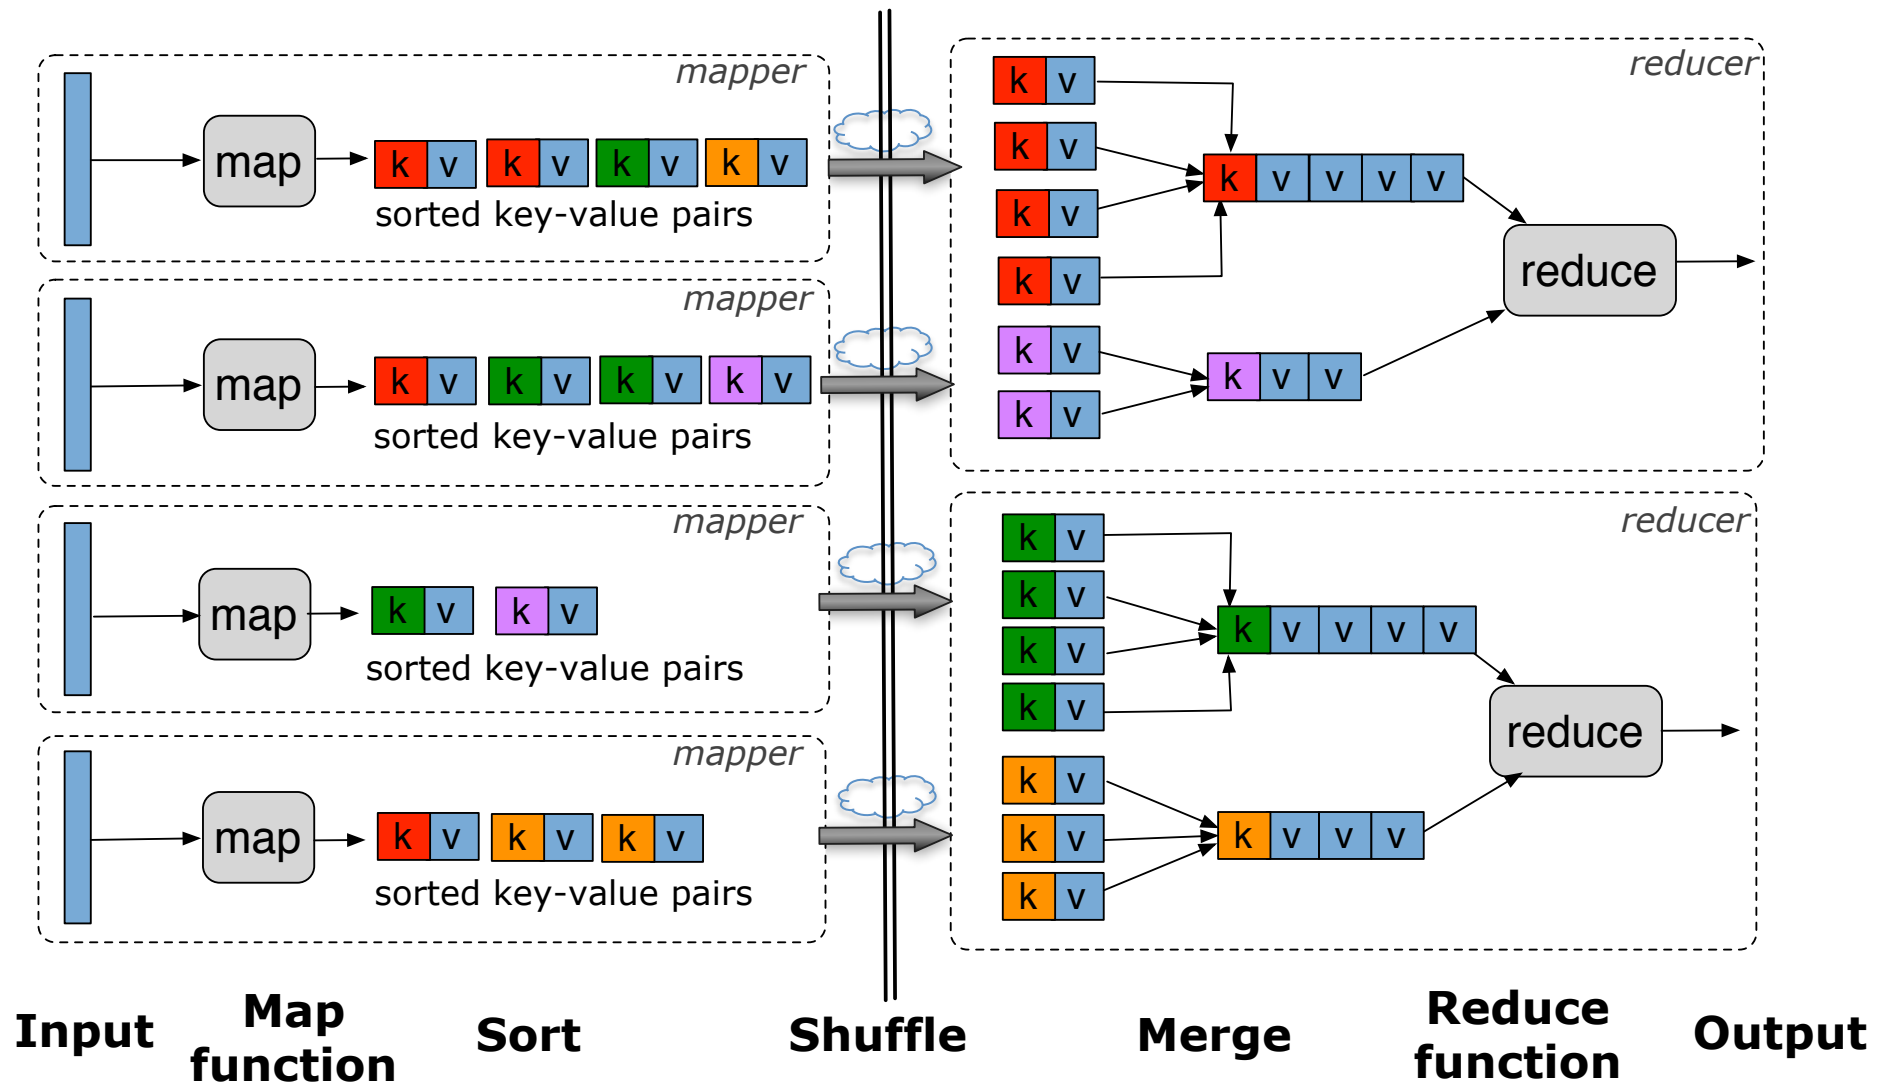 mapper
map
k v k v k v k v
sorted key-value pairs
mapper
map
k v k v k v k v
sorted key-value pairs
mapper
map
k v k v
sorted key-value pairs
mapper
map
k v k v k v
sorted key-value pairs
reducer
k v
k v
k v
k v
k v
k v
k v v v v
k v v
reduce
reducer
k v
k v
k v
k v
k v
k v
k v
k v v v v
k v v v
reduce
Input
Map
function
Sort
Shuffle
Merge
Reduce
function
Output